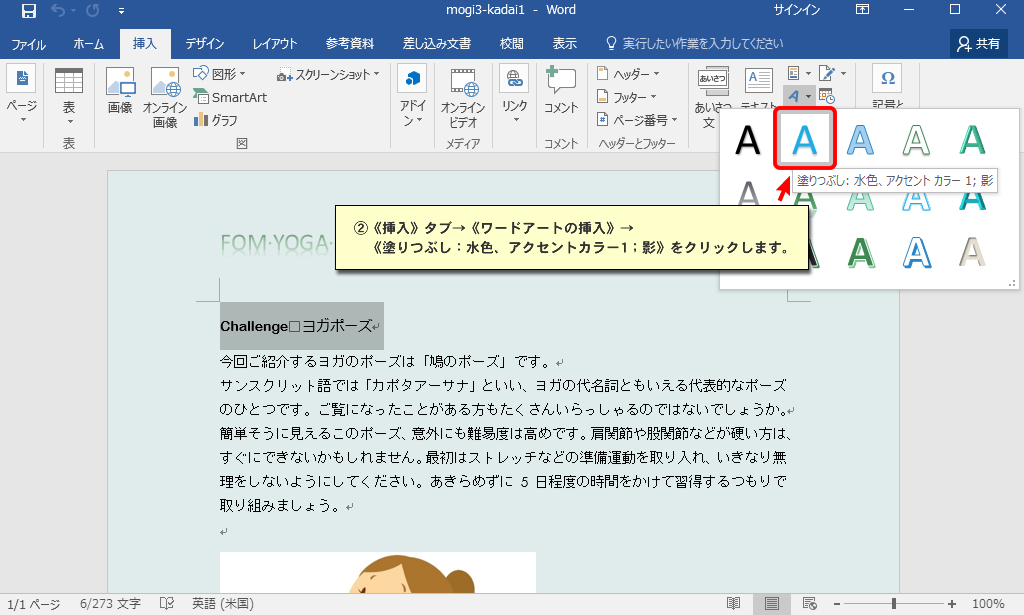 mogi3-kadai1 - Word
サインイン
ファイル
ホーム
挿入
デザイン
レイアウト
参考資料
差し込み文書
校閲
表示
実行したい作業を入力してください
共有
ページ
表
画像
オンライン
画像
図形
SmartArt
グラフ
スクリーンショット
アドイ
ン
オンライン
ビデオ
リンク
コメント
ヘッダー
フッター
ページ番号
あいさつ
あいさつ
文
テキスト
Ω
記号と
表
図
メディア
コメント
ヘッダーとフッター
A A A A A
塗りつぶし: 水色、アクセント カラー 1; 影
A A A A A
A A A A
FOM·YOGA·
②《挿入》タブ→《ワードアートの挿入》→
《塗りつぶし：水色、アクセントカラー1；影》をクリックします。
Challenge□ヨガポーズ↵
今回ご紹介するヨガのポーズは「鳩のポーズ」です。↵
サンスクリット語では「カポタアーサナ」といい、ヨガの代名詞ともいえる代表的なポーズ
のひとつです。ご覧になったことがある方もたくさんいらっしゃるのではないでしょうか。↵
簡単そうに見えるこのポーズ、意外にも難易度は高めです。肩関節や股関節などが硬い方は、
すぐにできないかもしれません。最初はストレッチなどの準備運動を取り入れ、いきなり無
理をしないようにしてください。あきらめずに 5 日程度の時間をかけて習得するつもりで
取り組みましょう。↵
↵
1/1 ページ
6/273 文字
英語 (米国)
100%